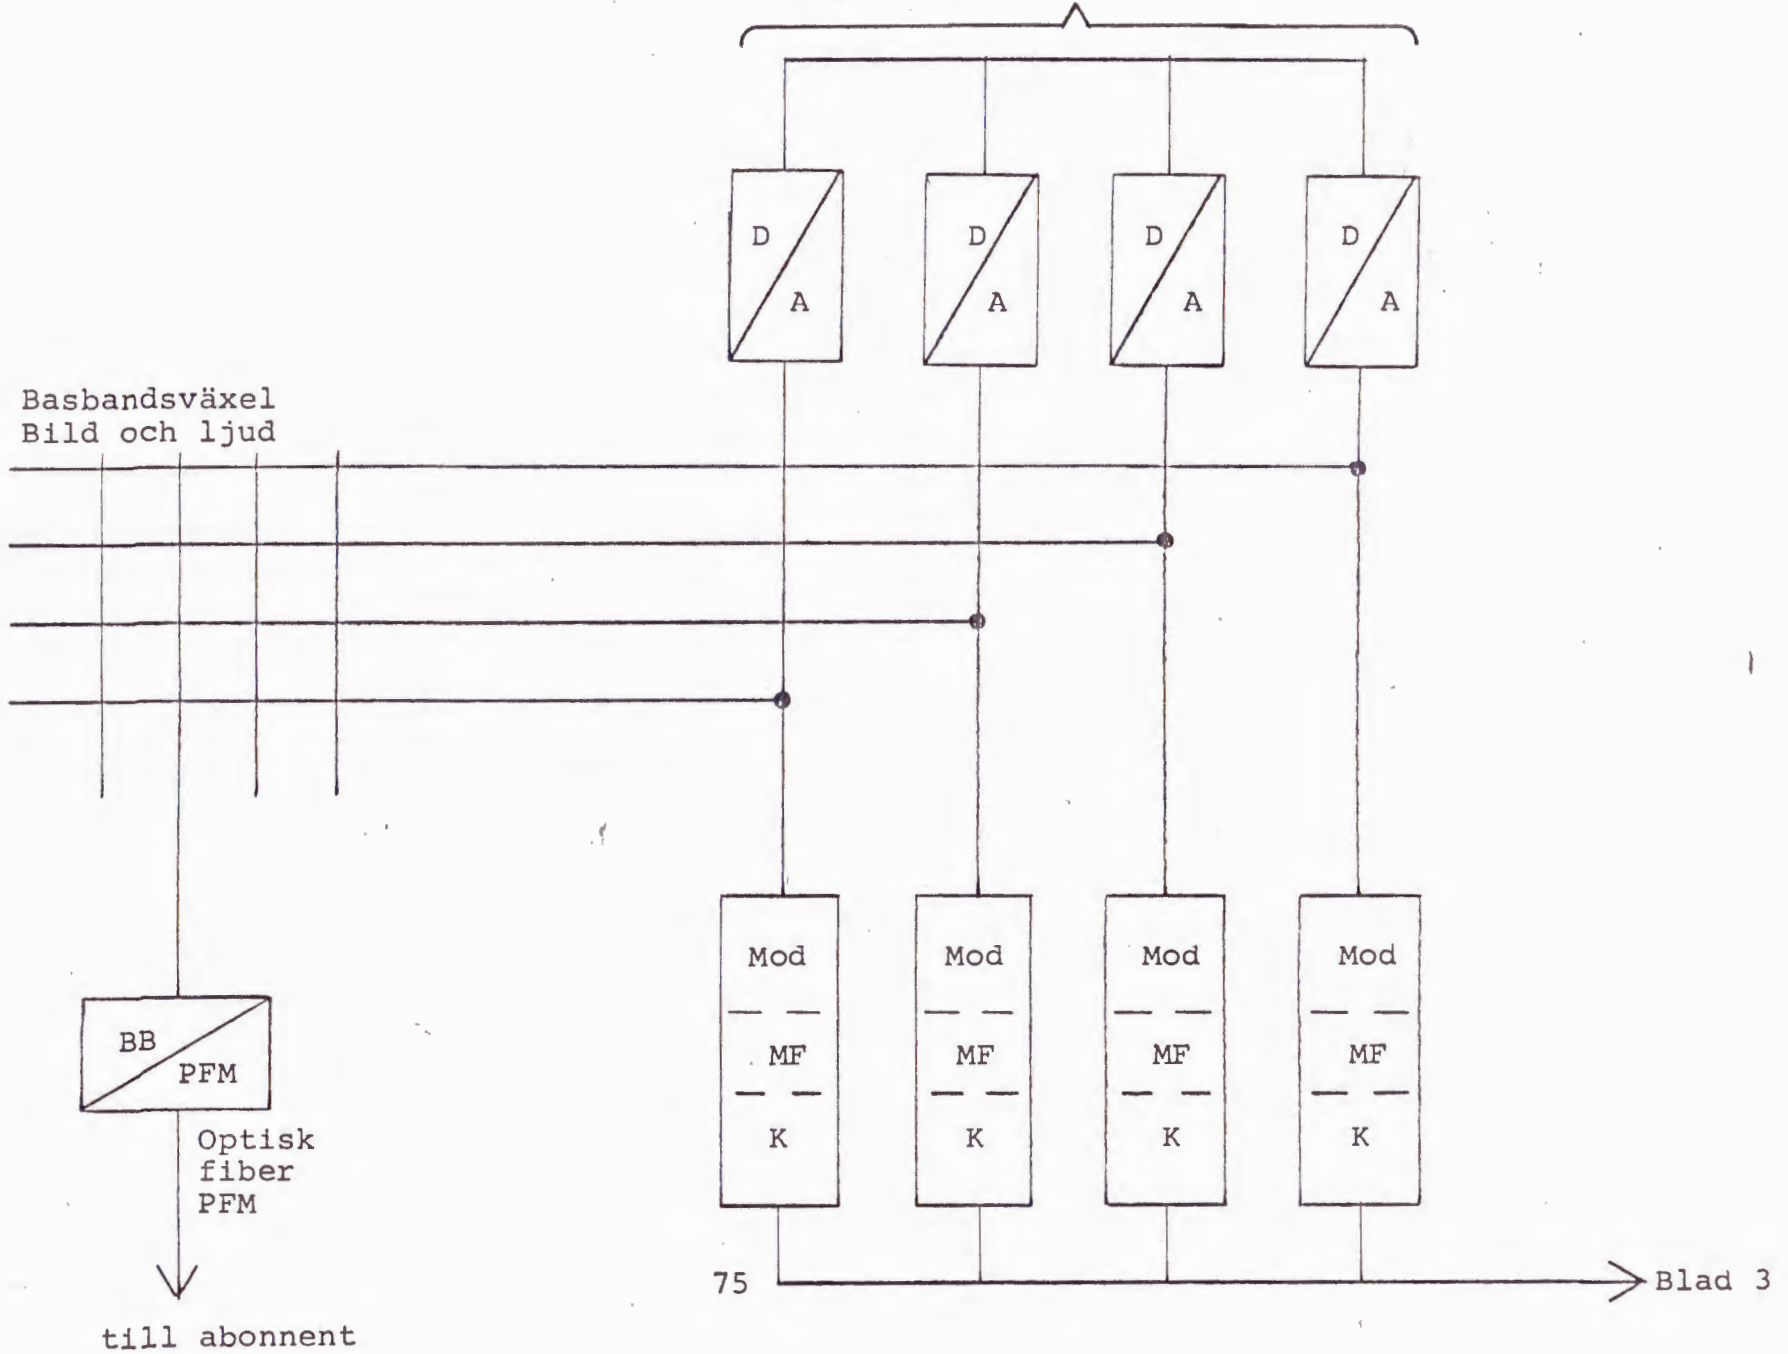 D D D D
A A A A
Basbandsväxel
Bild och ljud
Mod Mod Mod Mod
BB
MF MF MF MF
PFM
K K K K
Optisk
fiber
PFM
75
Blad 3
till abonnent